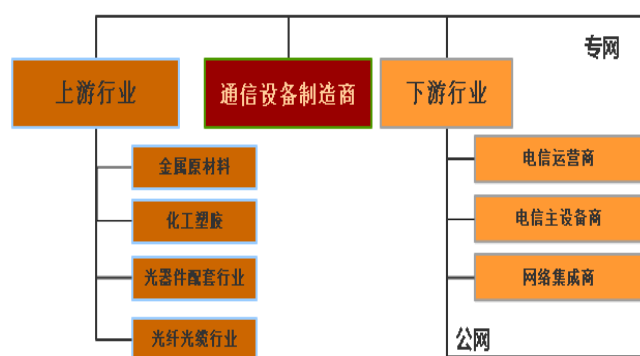 专网
上游行业
通信设备制造商
下游行业
金属原材料
化工塑胶
光器件配套行业
光纤光缆行业
电信运营商
电信主设备商
网络集成商
公网